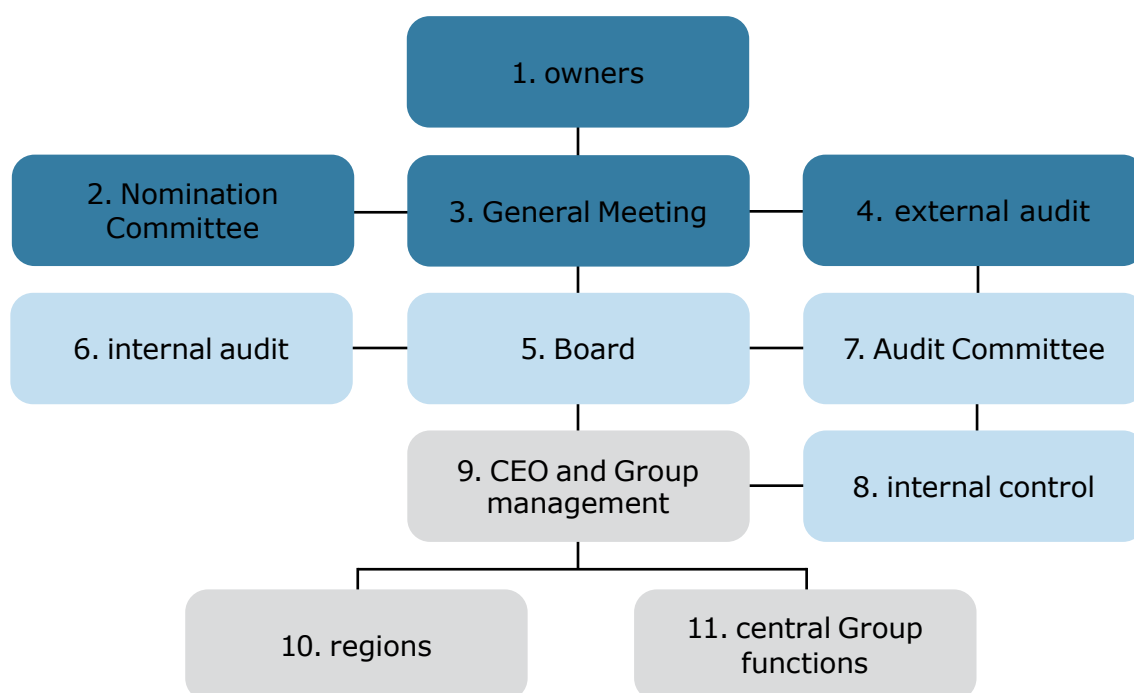 1. owners
2. Nomination
Committee
3. General Meeting
4. external audit
6. internal audit
5. Board
7. Audit Committee
9. CEO and Group
management
8. internal control
10. regions
11. central Group
functions